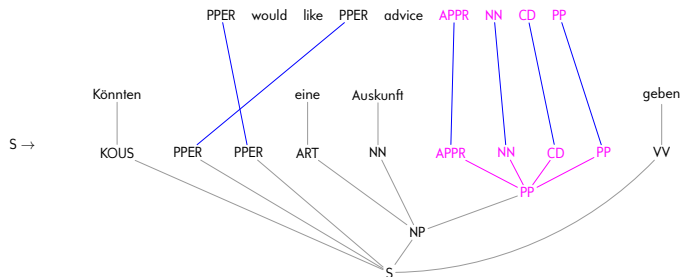 PPER would like PPER advice APPR NN CD PP
Könnten eine Auskunft geben
S → KOUS PPER PPER ART NN APPR NN CD PP VV
PP
NP
S